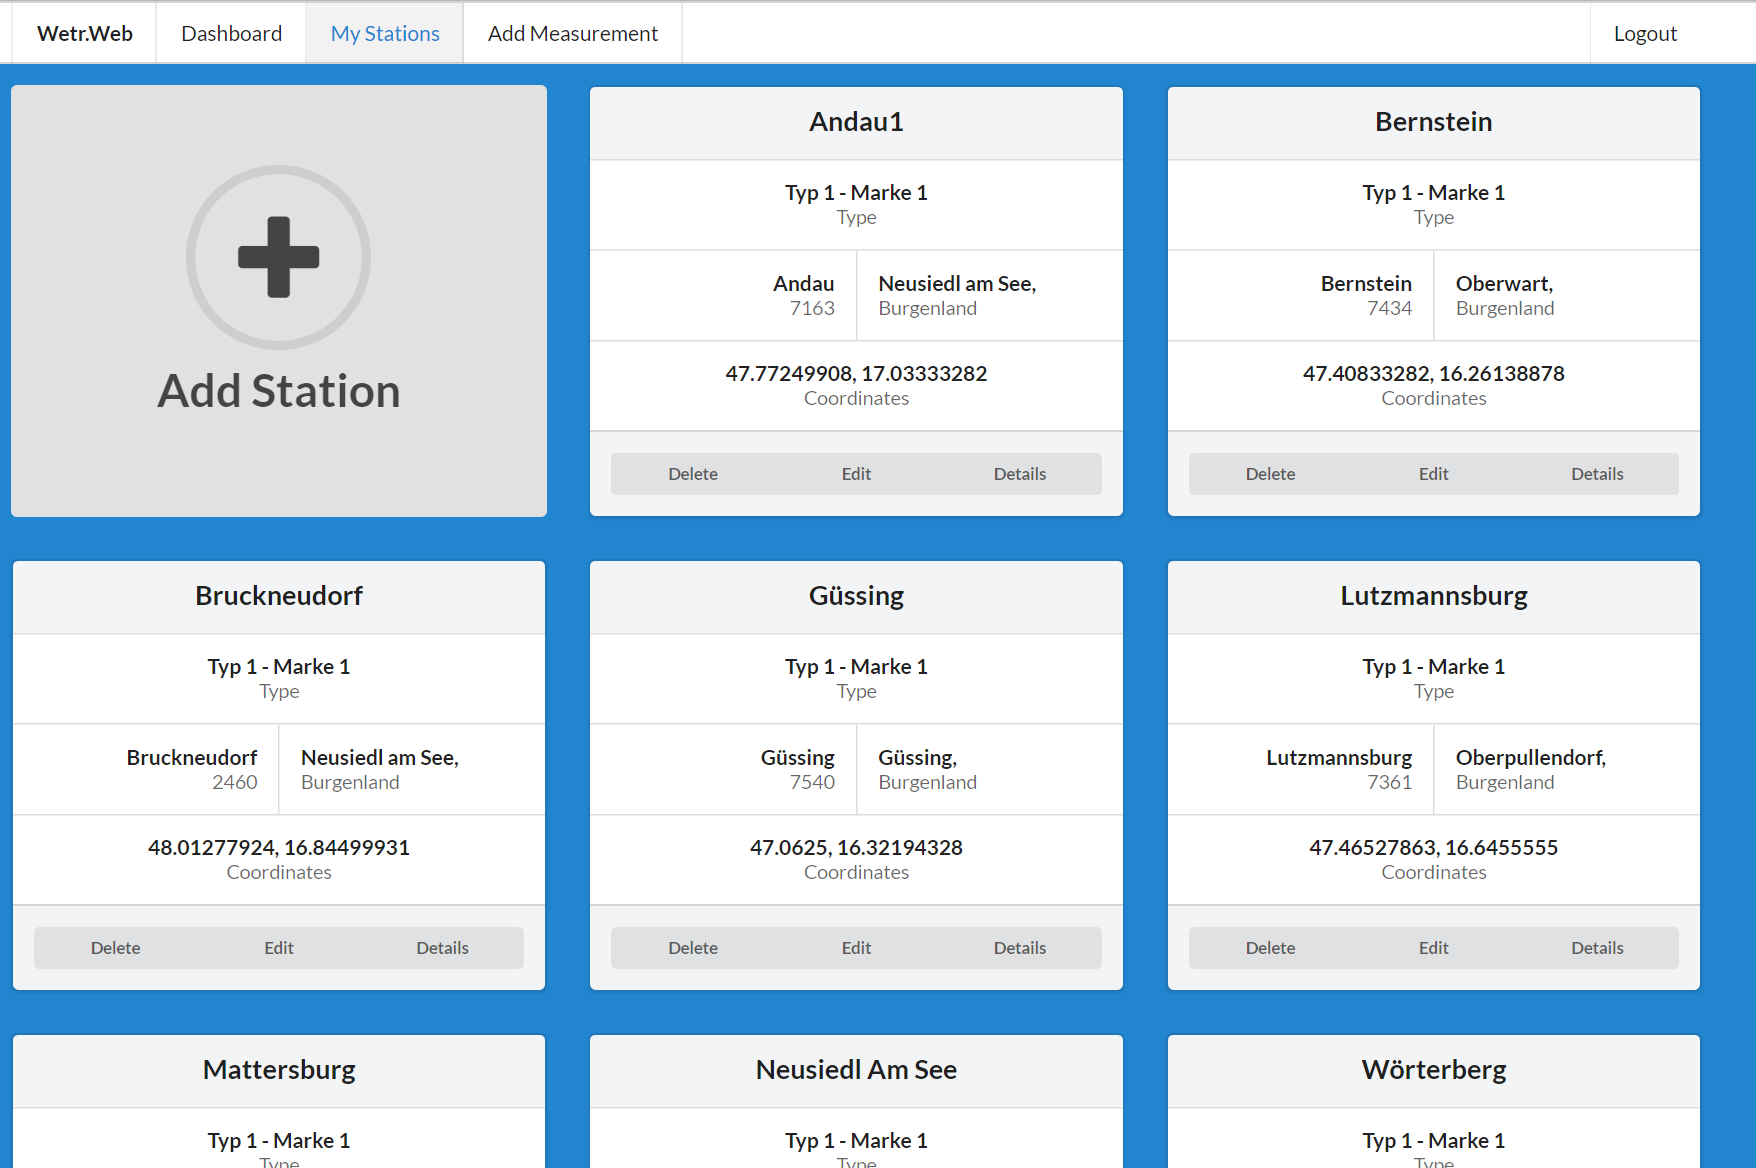 Wetr.Web Dashboard My Stations Add Measurement Logout
Add Station
Andau1
Typ 1 - Marke 1
Type
Andau
7163
Neusiedl am See,
Burgenland
47.77249908, 17.03333282
Coordinates
Delete Edit Details
Bernstein
Typ 1 - Marke 1
Type
Bernstein
7434
Oberwart,
Burgenland
47.40833282, 16.26138878
Coordinates
Delete Edit Details
Bruckneudorf
Typ 1 - Marke 1
Type
Bruckneudorf
2460
Neusiedl am See,
Burgenland
48.01277924, 16.84499931
Coordinates
Delete Edit Details
Güssing
Typ 1 - Marke 1
Type
Güssing
7540
Güssing,
Burgenland
47.0625, 16.32194328
Coordinates
Delete Edit Details
Lutzmannsburg
Typ 1 - Marke 1
Type
Lutzmannsburg
7361
Oberpullendorf,
Burgenland
47.46527863, 16.6455555
Coordinates
Delete Edit Details
Mattersburg
Typ 1 - Marke 1
Type
Neusiedl Am See
Typ 1 - Marke 1
Type
Wörterberg
Typ 1 - Marke 1
Type